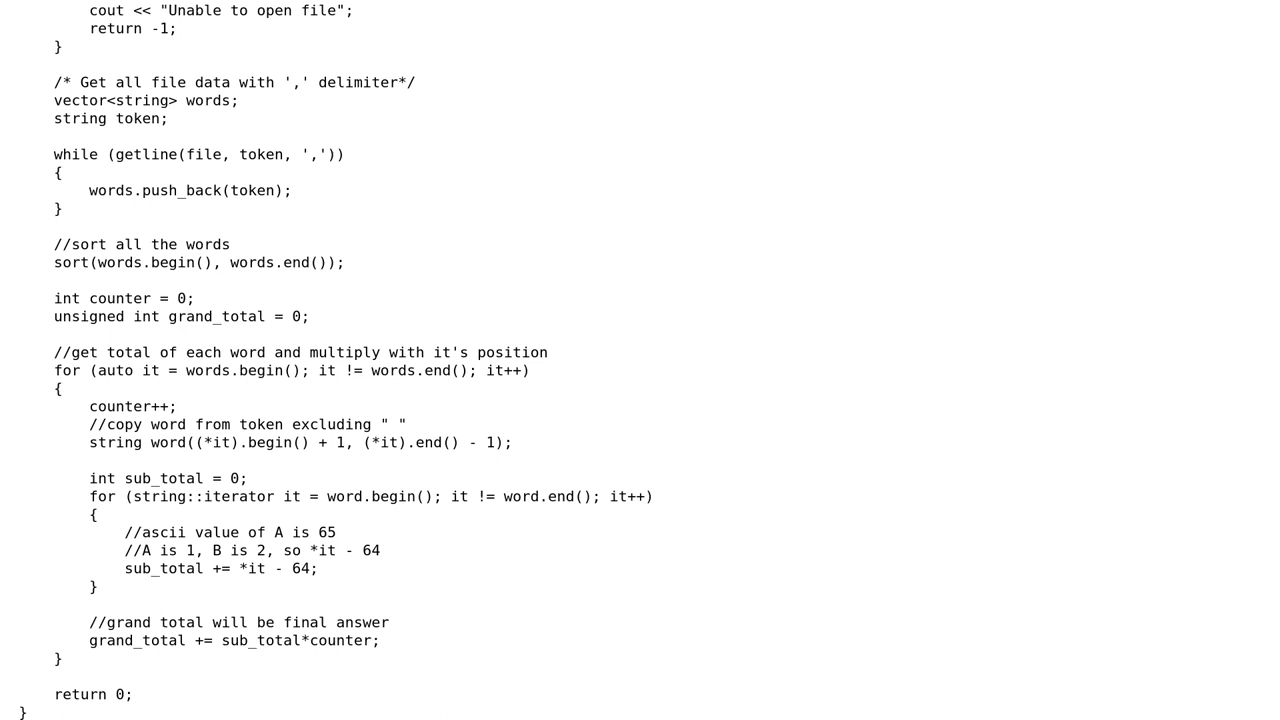 cout << "Unable to open file";
        return -1;
    }

    /* Get all file data with ',' delimiter*/
    vector<string> words;
    string token;

    while (getline(file, token, ','))
    {
        words.push_back(token);
    }

    //sort all the words
    sort(words.begin(), words.end());

    int counter = 0;
    unsigned int grand_total = 0;

    //get total of each word and multiply with it's position
    for (auto it = words.begin(); it != words.end(); it++)
    {
        counter++;
        //copy word from token excluding " "
        string word((*it).begin() + 1, (*it).end() - 1);

        int sub_total = 0;
        for (string::iterator it = word.begin(); it != word.end(); it++)
        {
            //ascii value of A is 65
            //A is 1, B is 2, so *it - 64
            sub_total += *it - 64;
        }

        //grand total will be final answer
        grand_total += sub_total*counter;
    }

    return 0;
}